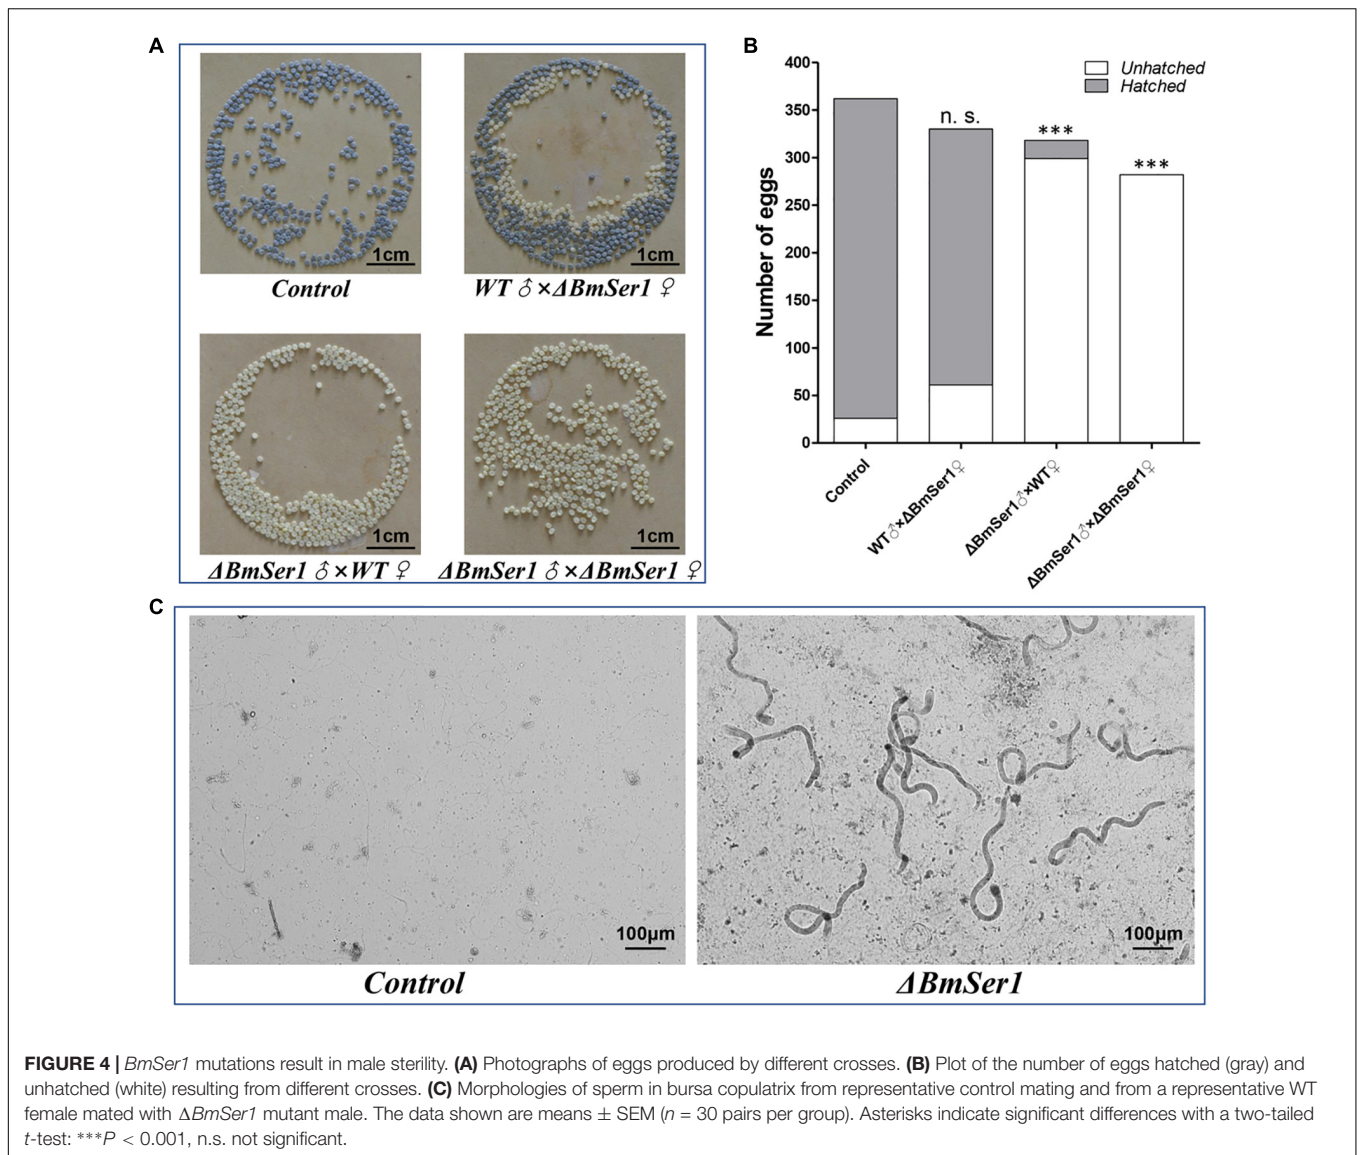 A
1cm
Control
1cm
WT ♂ × ΔBmSer1 ♀
1cm
ΔBmSer1 ♂ × WT ♀
1cm
ΔBmSer1 ♂ × ΔBmSer1 ♀
B
Number of eggs
400
350
300
250
200
150
100
50
0
Unhatched
Hatched
n. s.
***
***
Control
WT♂×ΔBmSer1♀
ΔBmSer1♂×WT♀
ΔBmSer1♂×ΔBmSer1♀
C
100μm
Control
100μm
ΔBmSer1
FIGURE 4 | BmSer1 mutations result in male sterility. (A) Photographs of eggs produced by different crosses. (B) Plot of the number of eggs hatched (gray) and
unhatched (white) resulting from different crosses. (C) Morphologies of sperm in bursa copulatrix from representative control mating and from a representative WT
female mated with ΔBmSer1 mutant male. The data shown are means ± SEM (n = 30 pairs per group). Asterisks indicate significant differences with a two-tailed
t-test: ***P < 0.001, n.s. not significant.